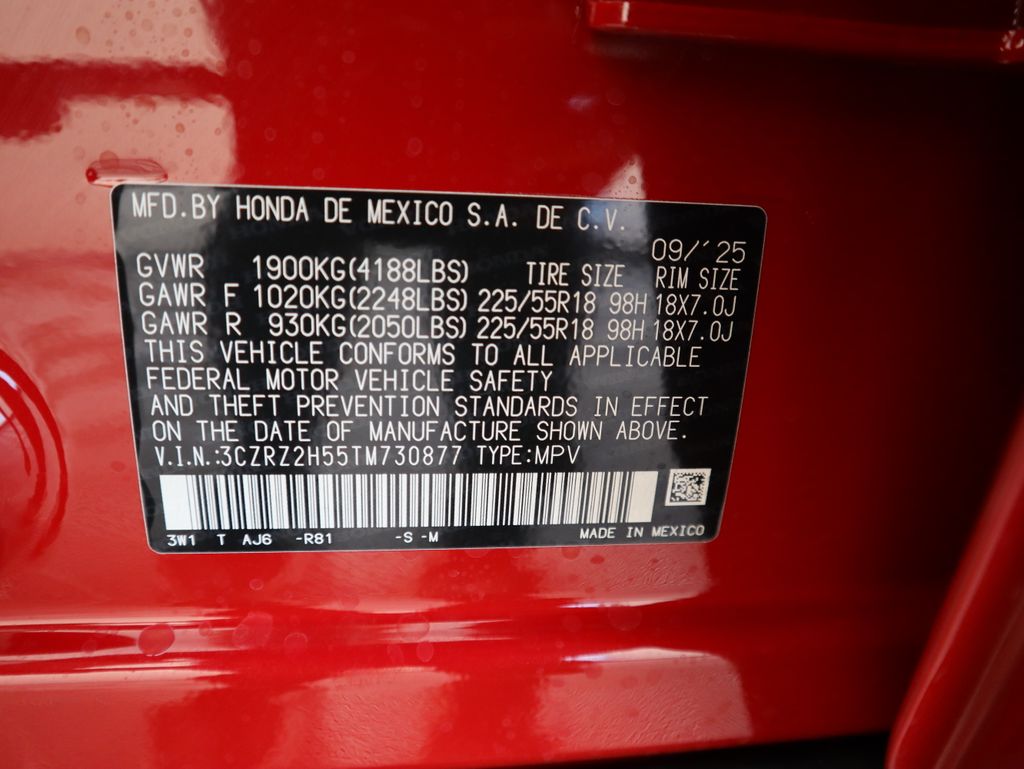 MFD.BY HONDA DE MEXICO S.A. DE C.V.
09/'25
GVWR 1900KG(4188LBS) TIRE SIZE RIM SIZE
GAWR F 1020KG(2248LBS) 225/55R18 98H 18X7.0J
GAWR R 930KG(2050LBS) 225/55R18 98H 18X7.0J
THIS VEHICLE CONFORMS TO ALL APPLICABLE
FEDERAL MOTOR VEHICLE SAFETY
AND THEFT PREVENTION STANDARDS IN EFFECT
ON THE DATE OF MANUFACTURE SHOWN ABOVE.
V.I.N.:3CZRZ2H55TM730877 TYPE:MPV
3W1 T AJ6 -R81 -S -M MADE IN MEXICO